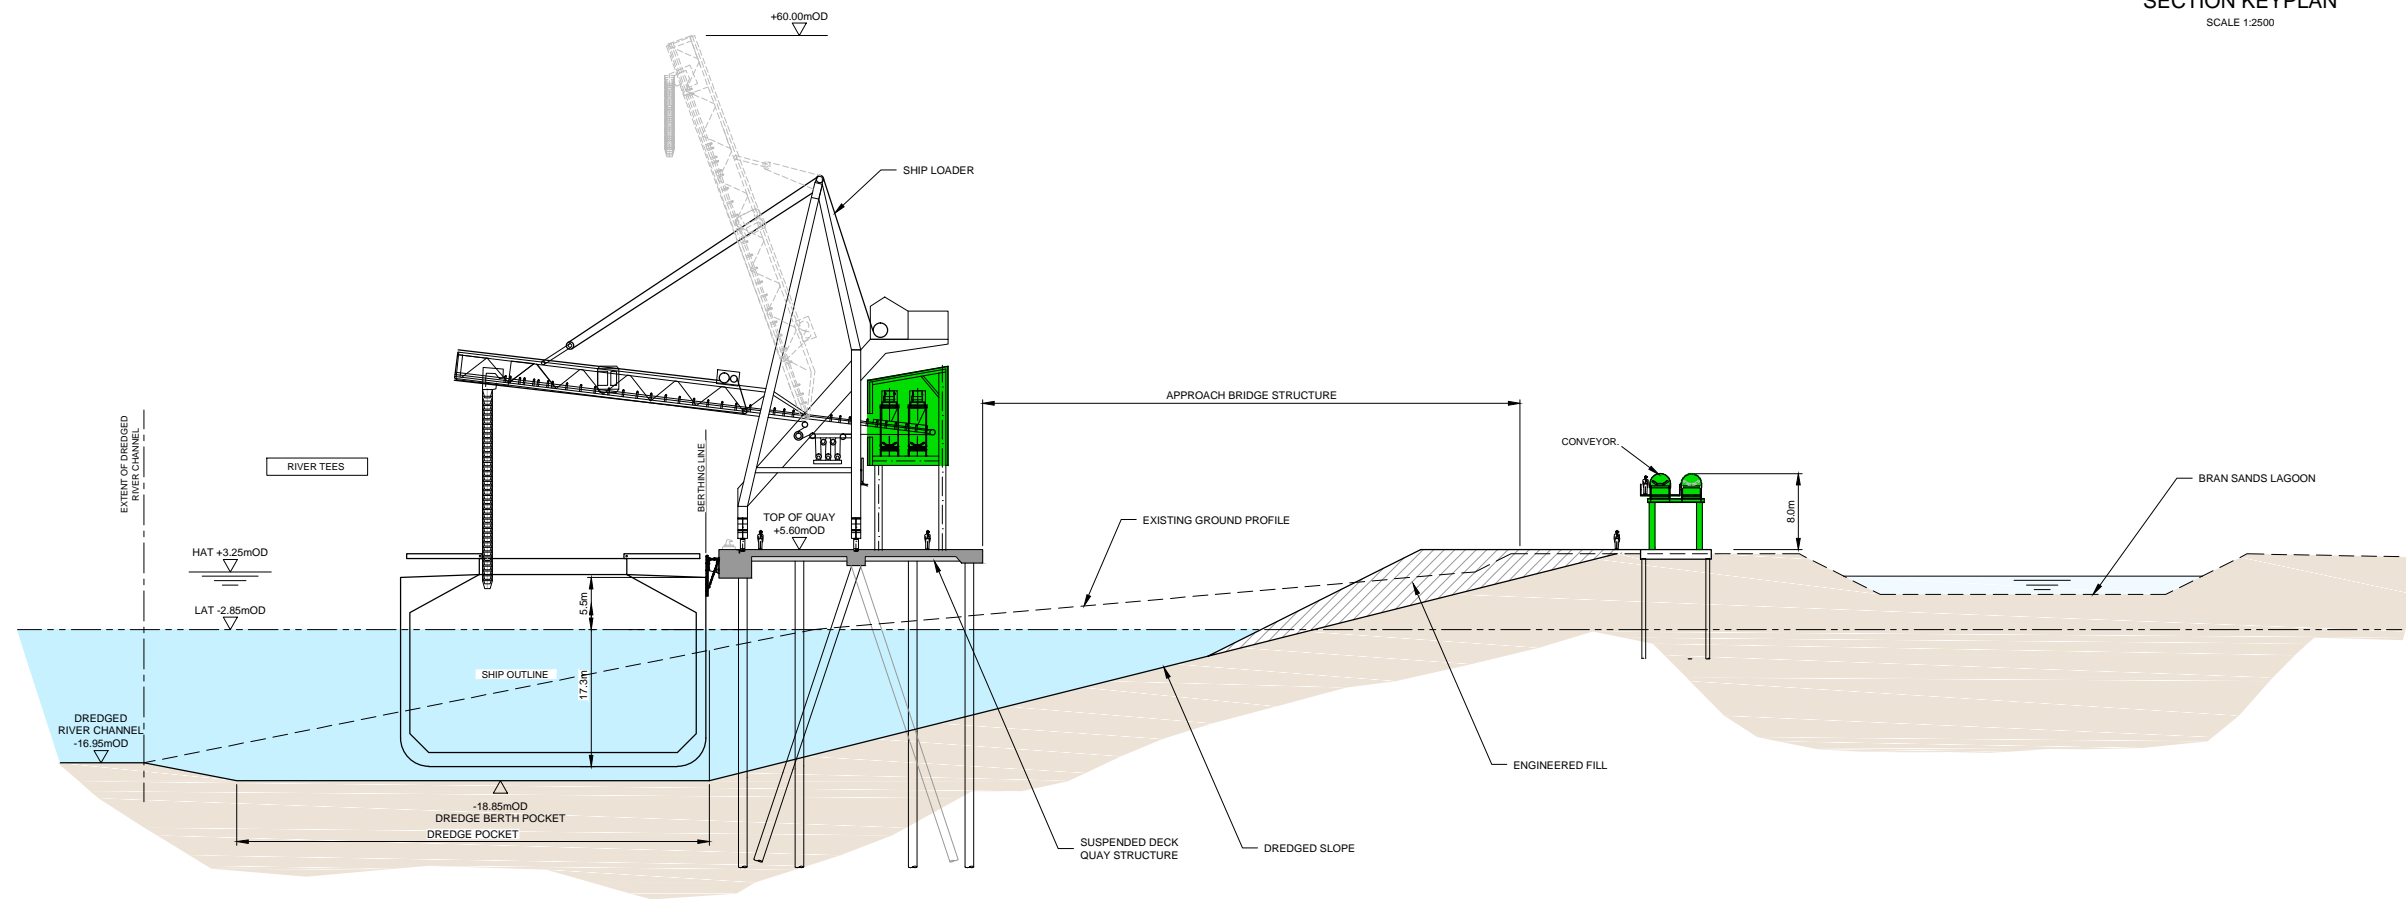 SECTION KEYPLAN
SCALE 1:2500
+60.00mOD
SHIP LOADER
APPROACH BRIDGE STRUCTURE
EXTENT OF DREDGED
RIVER CHANNEL
RIVER TEES
BERTHING LINE
CONVEYOR.
8.0m
BRAN SANDS LAGOON
TOP OF QUAY
+5.60mOD
EXISTING GROUND PROFILE
HAT +3.25mOD
LAT -2.85mOD
5.5m
SHIP OUTLINE
17.3m
DREDGED
RIVER CHANNEL
-16.95mOD
-18.85mOD
DREDGE BERTH POCKET
DREDGE POCKET
ENGINEERED FILL
SUSPENDED DECK
QUAY STRUCTURE
DREDGED SLOPE